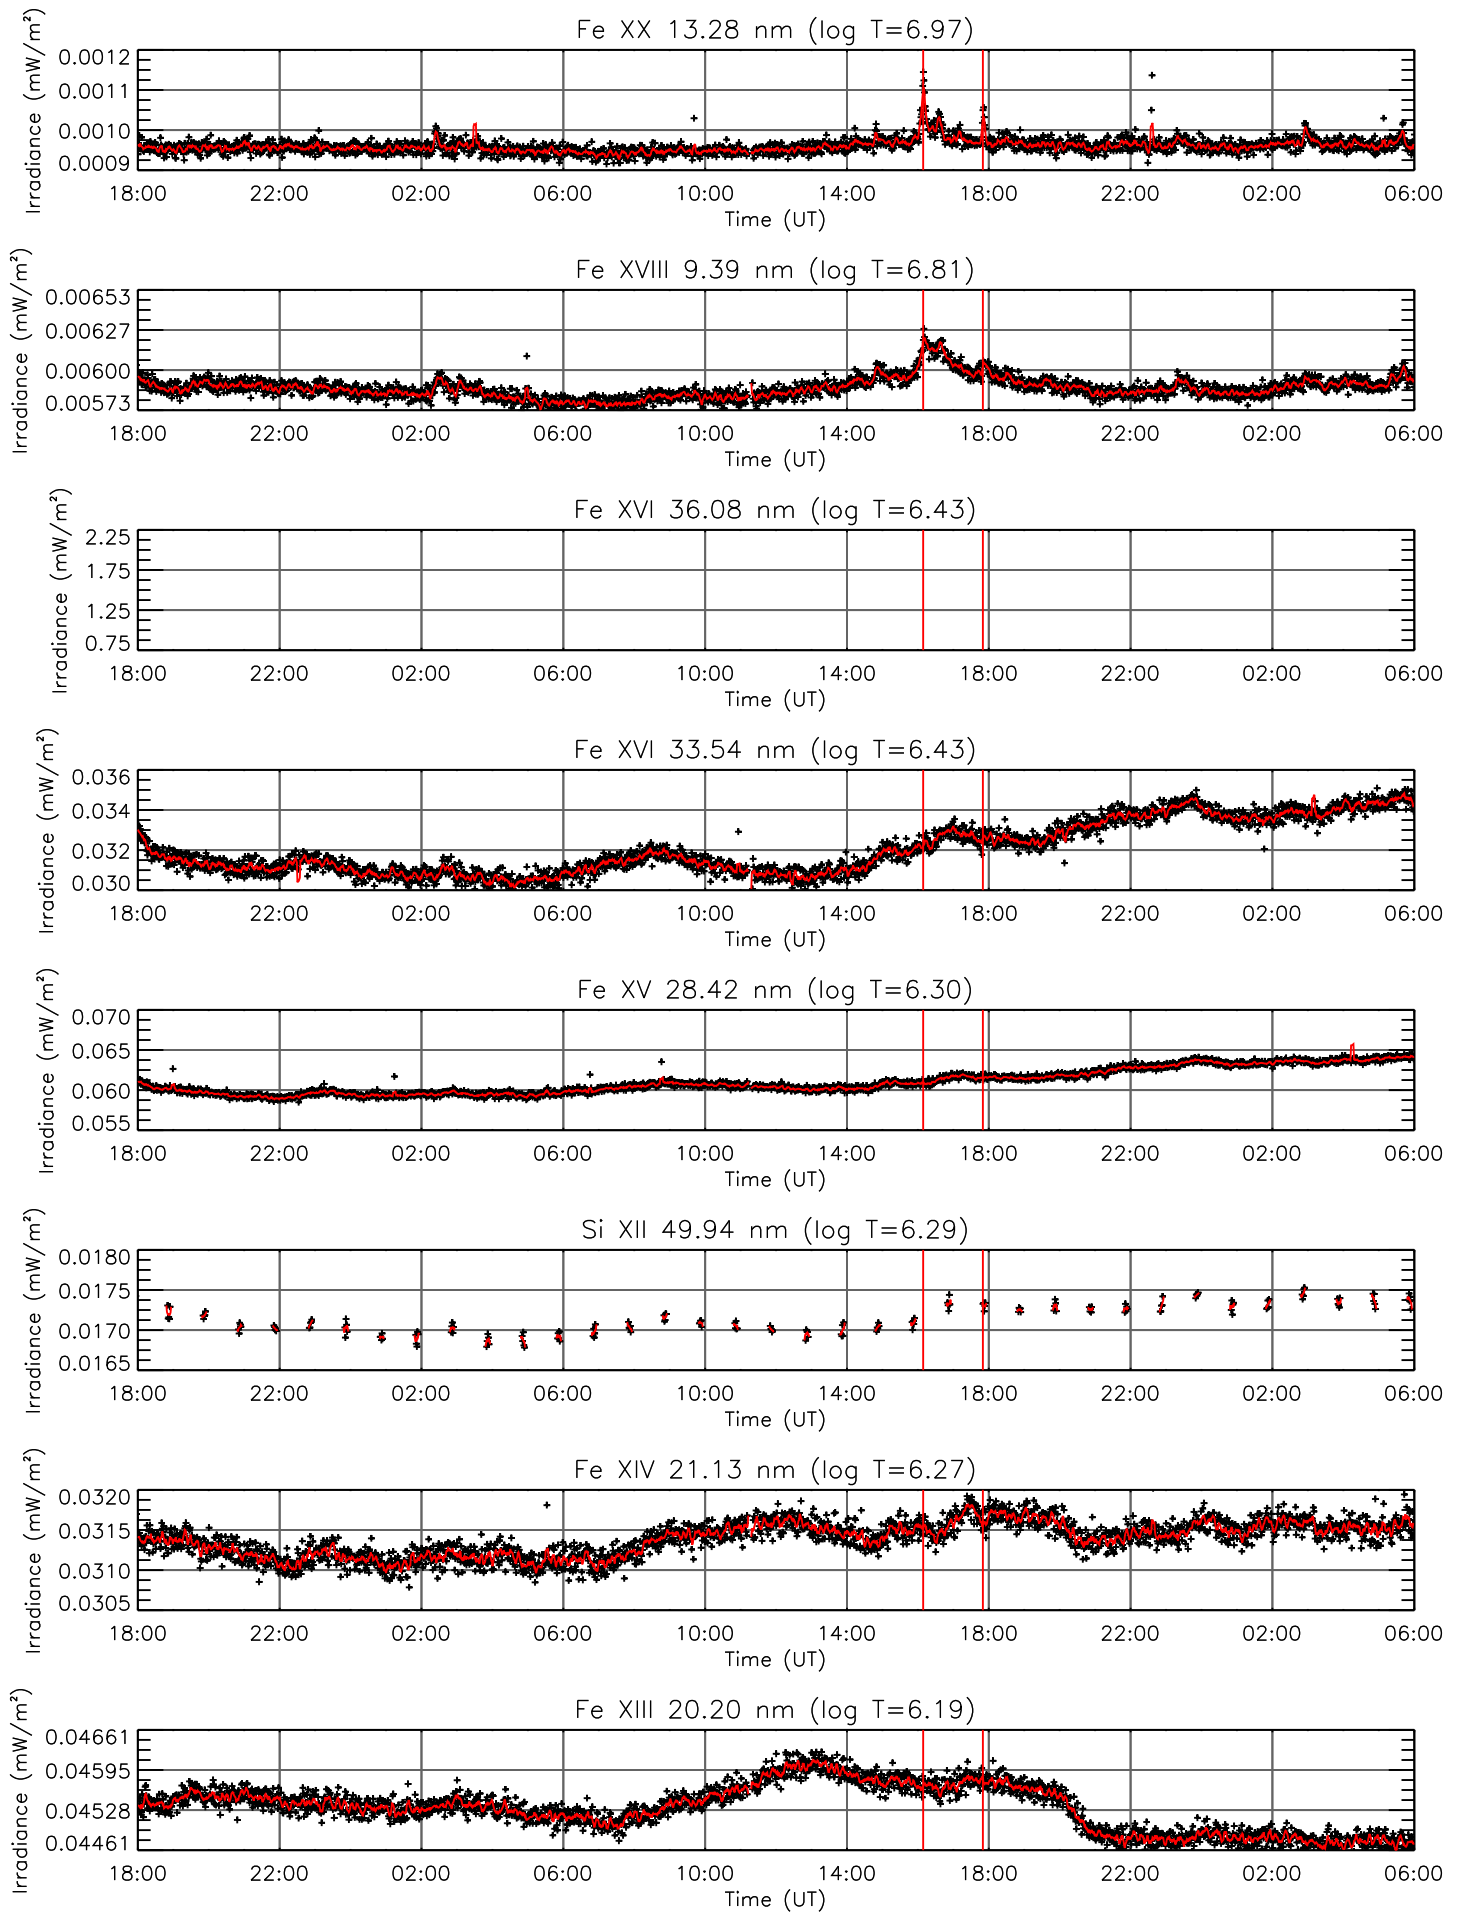 Fe XX 13.28 nm (log T=6.97)
Irradiance (mW/m²)
0.0012
0.0011
0.0010
0.0009
18:00 22:00 02:00 06:00 10:00 14:00 18:00 22:00 02:00 06:00
Time (UT)
Fe XVIII 9.39 nm (log T=6.81)
Irradiance (mW/m²)
0.00653
0.00627
0.00600
0.00573
18:00 22:00 02:00 06:00 10:00 14:00 18:00 22:00 02:00 06:00
Time (UT)
Fe XVI 36.08 nm (log T=6.43)
Irradiance (mW/m²)
2.25
1.75
1.25
0.75
18:00 22:00 02:00 06:00 10:00 14:00 18:00 22:00 02:00 06:00
Time (UT)
Fe XVI 33.54 nm (log T=6.43)
Irradiance (mW/m²)
0.036
0.034
0.032
0.030
18:00 22:00 02:00 06:00 10:00 14:00 18:00 22:00 02:00 06:00
Time (UT)
Fe XV 28.42 nm (log T=6.30)
Irradiance (mW/m²)
0.070
0.065
0.060
0.055
18:00 22:00 02:00 06:00 10:00 14:00 18:00 22:00 02:00 06:00
Time (UT)
Si XII 49.94 nm (log T=6.29)
Irradiance (mW/m²)
0.0180
0.0175
0.0170
0.0165
18:00 22:00 02:00 06:00 10:00 14:00 18:00 22:00 02:00 06:00
Time (UT)
Fe XIV 21.13 nm (log T=6.27)
Irradiance (mW/m²)
0.0320
0.0315
0.0310
0.0305
18:00 22:00 02:00 06:00 10:00 14:00 18:00 22:00 02:00 06:00
Time (UT)
Fe XIII 20.20 nm (log T=6.19)
Irradiance (mW/m²)
0.04661
0.04595
0.04528
0.04461
18:00 22:00 02:00 06:00 10:00 14:00 18:00 22:00 02:00 06:00
Time (UT)